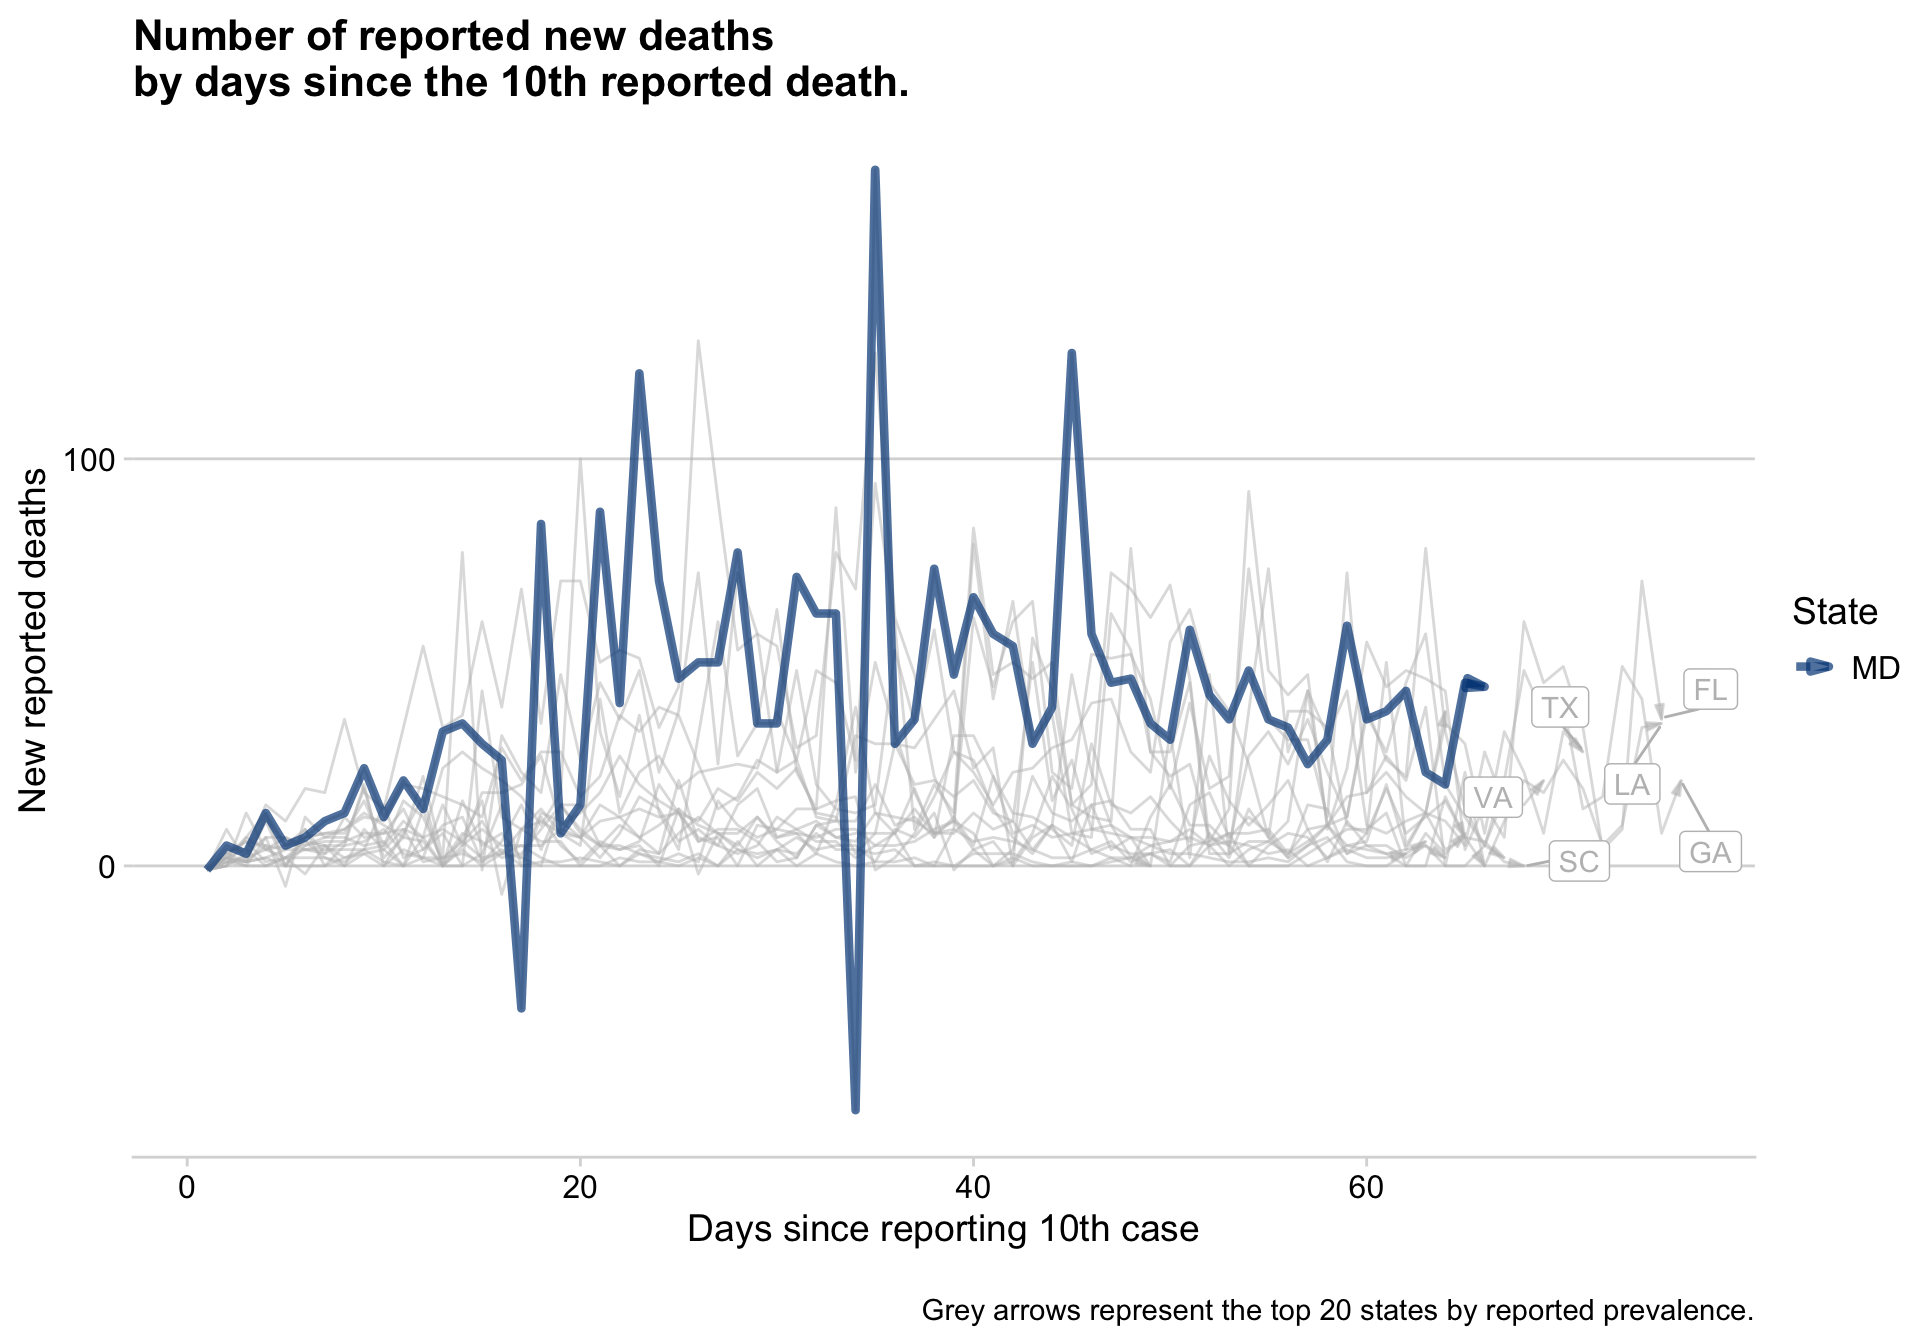 Number of reported new deaths
by days since the 10th reported death.
New reported deaths
100
0
TX
FL
VA
LA
SC
GA
State
MD
0
20
40
60
Days since reporting 10th case
Grey arrows represent the top 20 states by reported prevalence.